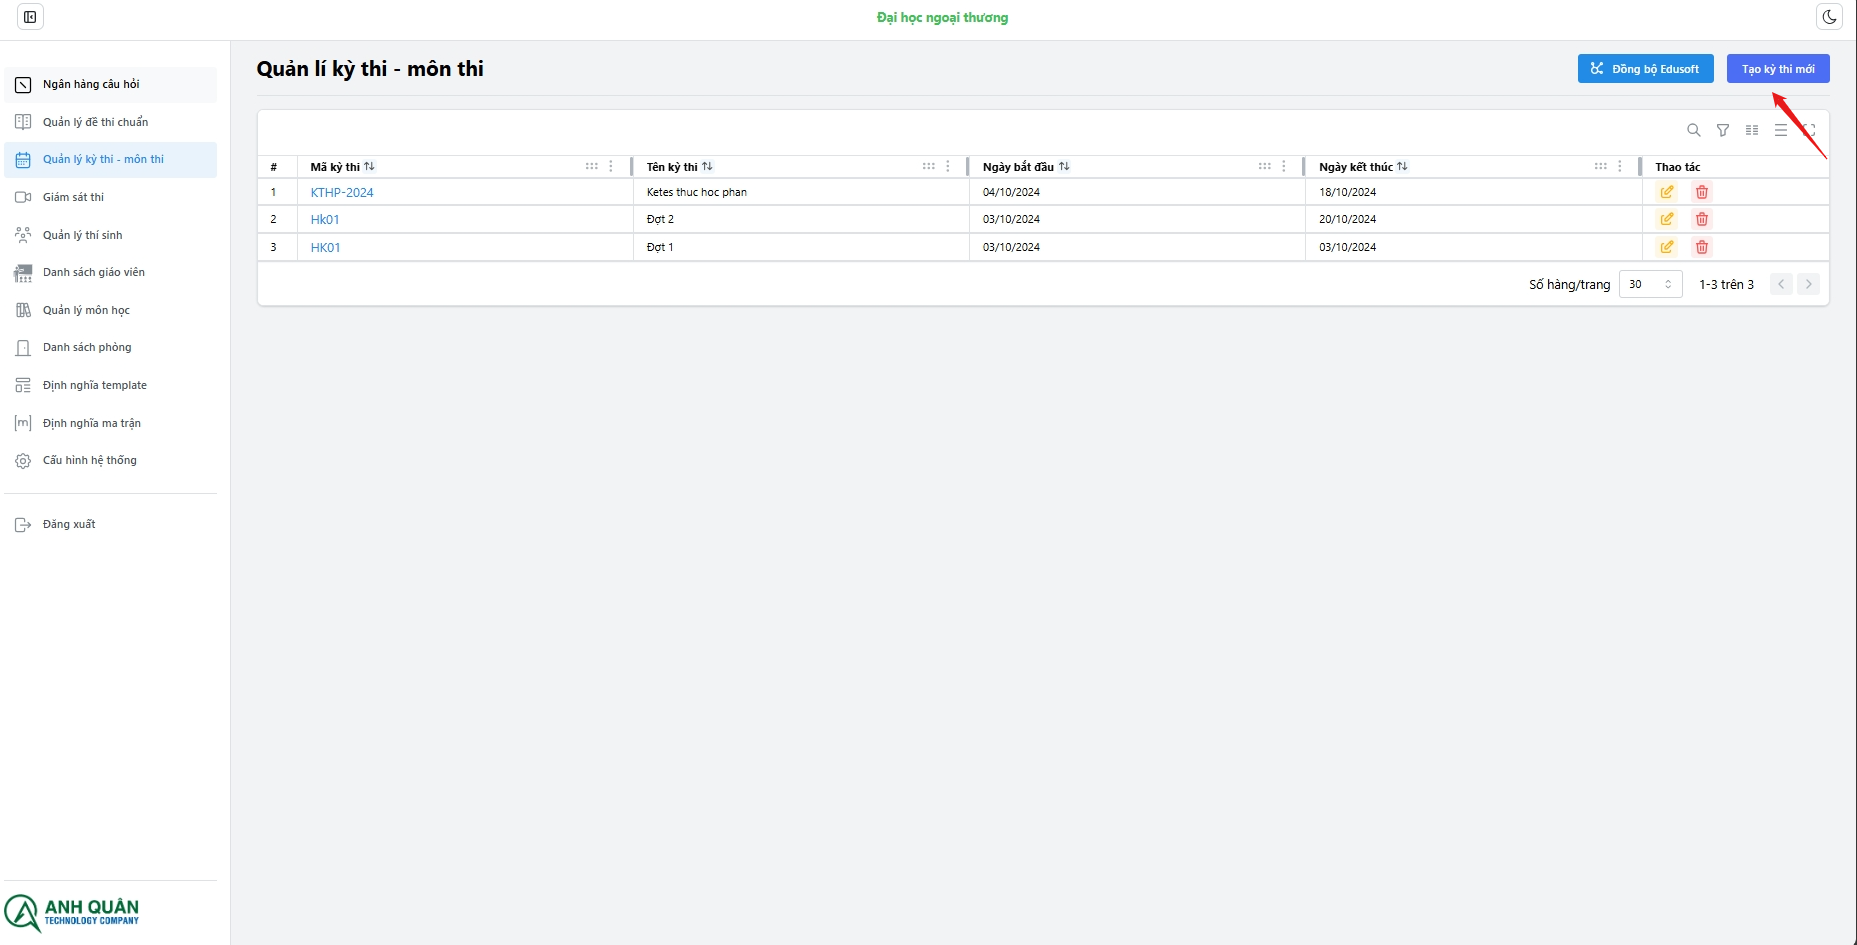 Đại học ngoại thương
Ngân hàng câu hỏi
Quản lý đề thi chuẩn
Quản lý kỳ thi - môn thi
Giám sát thi
Quản lý thí sinh
Danh sách giáo viên
Quản lý môn học
Danh sách phòng
Định nghĩa template
Định nghĩa ma trận
Cấu hình hệ thống
Đăng xuất
ANH QUÂN
TECHNOLOGY COMPANY
Quản lí kỳ thi - môn thi
Đồng bộ Edusoft
Tạo kỳ thi mới
# Mã kỳ thi Tên kỳ thi Ngày bắt đầu Ngày kết thúc Thao tác
1 KTHP-2024 Ketes thuc hoc phan 04/10/2024 18/10/2024
2 Hk01 Đợt 2 03/10/2024 20/10/2024
3 HK01 Đợt 1 03/10/2024 03/10/2024
Số hàng/trang 30 1-3 trên 3